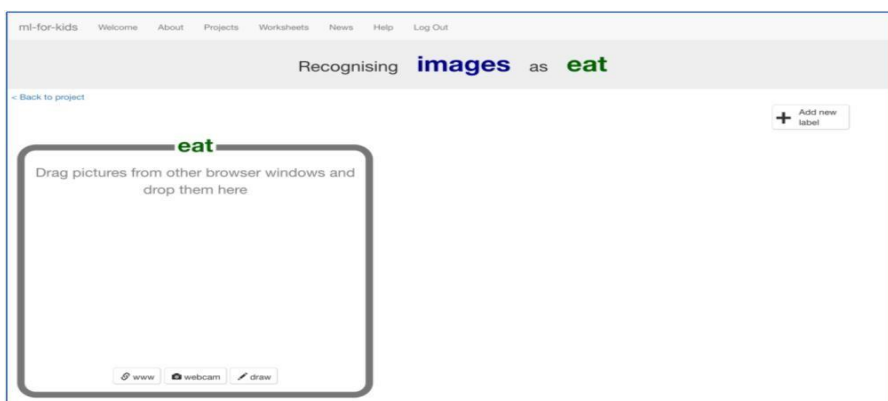 ml-for-kids Welcome About Projects Worksheets News Help Log Out
Recognising images as eat
< Back to project
Add new
label
eat
Drag pictures from other browser windows and
drop them here
www webcam draw